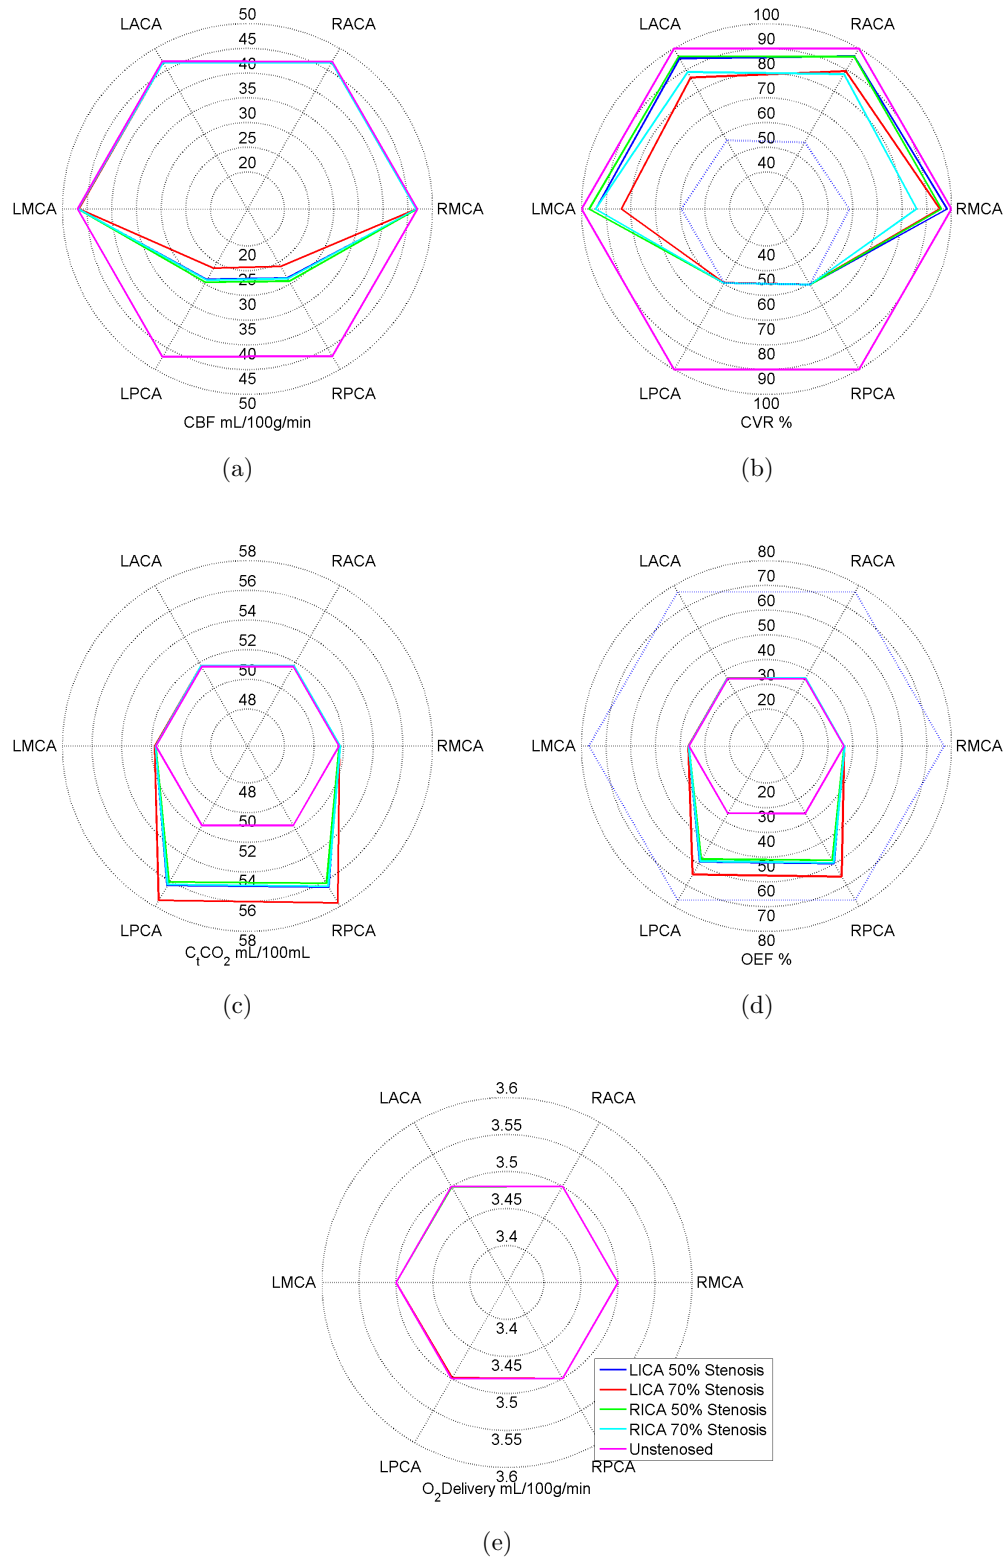 50
100
LACA
RACA
LACA
RACA
45
90
40
80
35
70
30
60
25
50
20
40
LMCA
RMCA
LMCA
RMCA
20
40
25
50
30
60
35
70
40
80
LPCA
RPCA
LPCA
RPCA
45
90
50
100
CBF mL/100g/min
CVR %
(a)
(b)
58
80
LACA
RACA
LACA
RACA
56
70
54
60
50
52
40
50
30
48
20
LMCA
RMCA
LMCA
RMCA
48
20
50
30
52
40
54
50
56
60
LPCA
RPCA
LPCA
RPCA
70
58
80
CtCO2 mL/100mL
OEF %
(c)
(d)
3.6
LACA
RACA
3.55
3.5
3.45
3.4
LMCA
RMCA
3.4
3.45
3.5
3.55
LPCA
RPCA
3.6
LICA 50% Stenosis
LICA 70% Stenosis
RICA 50% Stenosis
RICA 70% Stenosis
Unstenosed
O2Delivery mL/100g/min
(e)